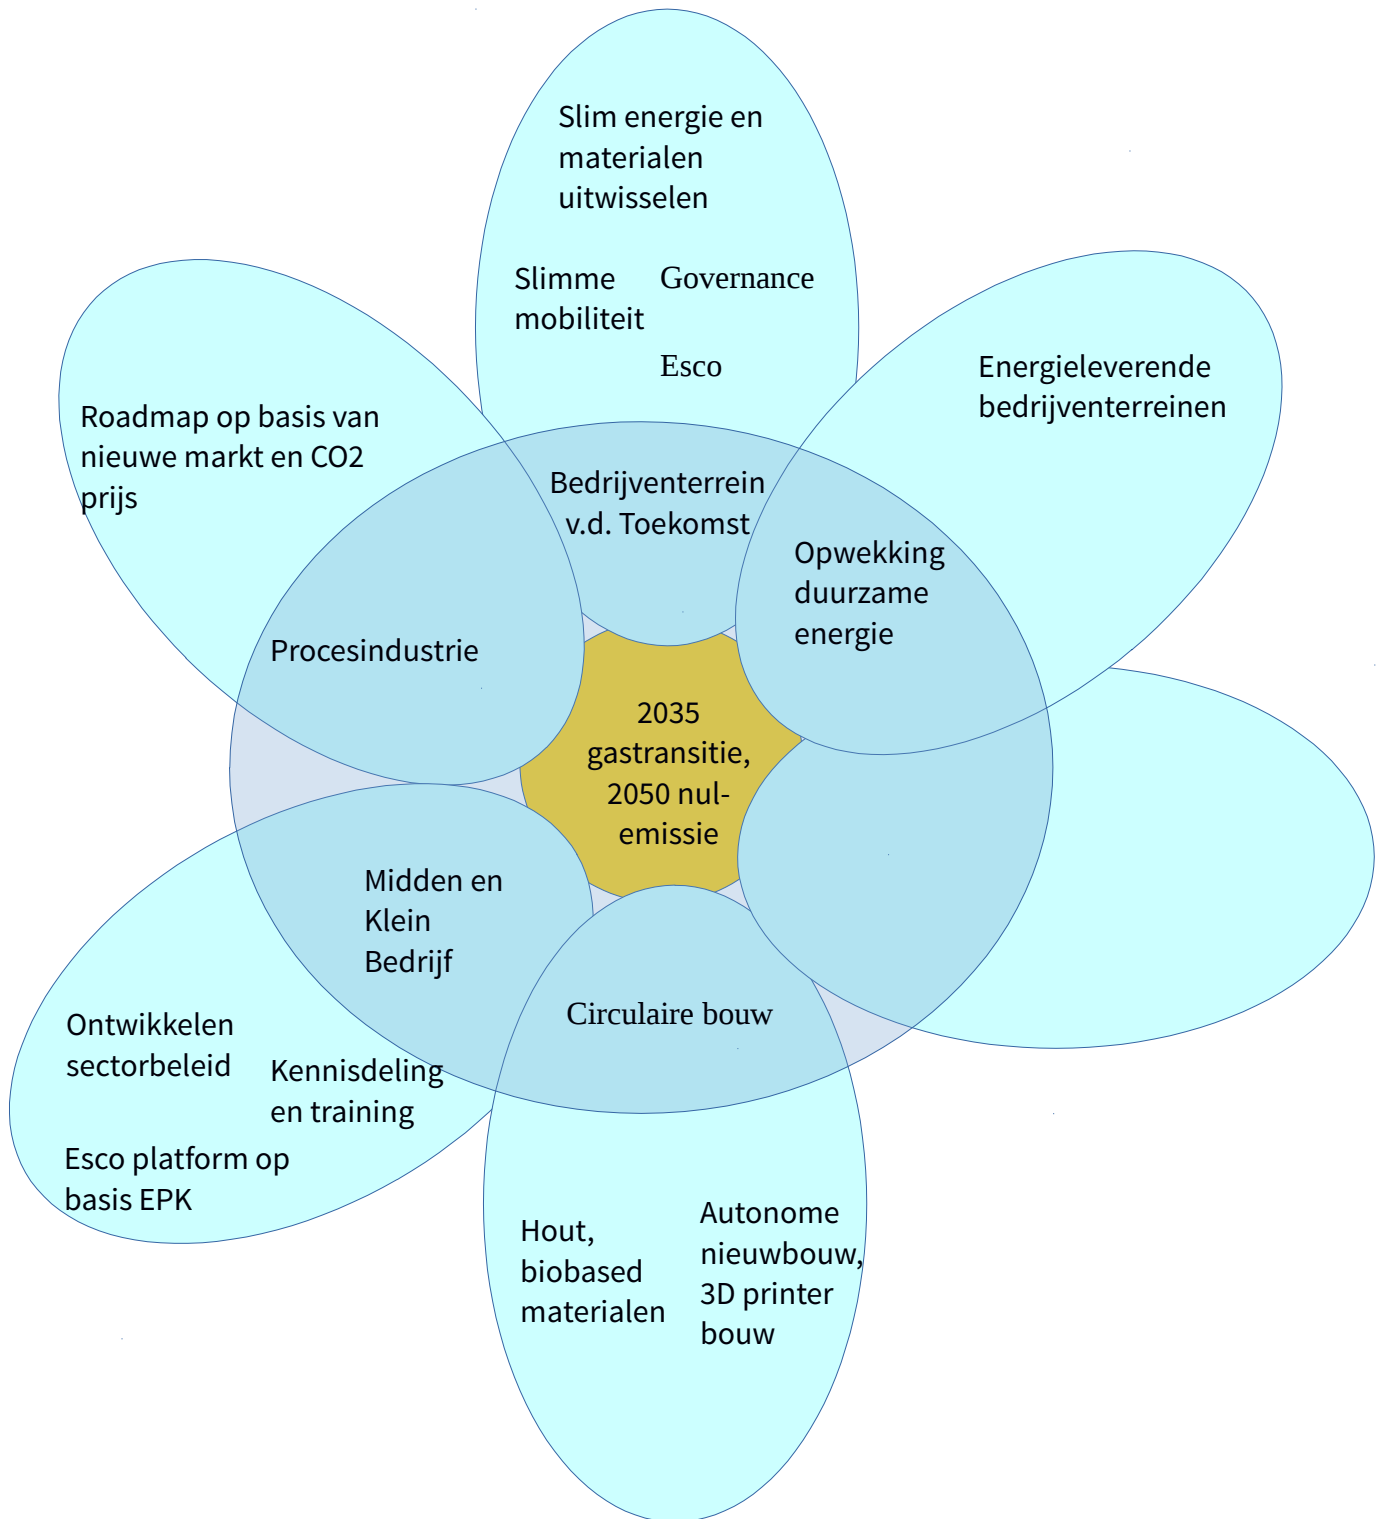 Slim energie en
materialen
uitwisselen
Slimme
mobiliteit
Governance
Esco
Energieleverende
bedrijventerreinen
Roadmap op basis van
nieuwe markt en CO2
prijs
Bedrijventerrein
v.d. Toekomst
Opwekking
duurzame
energie
Procesindustrie
2035
gastransitie,
2050 nul-
emissie
Midden en
Klein
Bedrijf
Circulaire bouw
Ontwikkelen
sectorbeleid
Kennisdeling
en training
Esco platform op
basis EPK
Hout,
biobased
materialen
Autonome
nieuwbouw,
3D printer
bouw